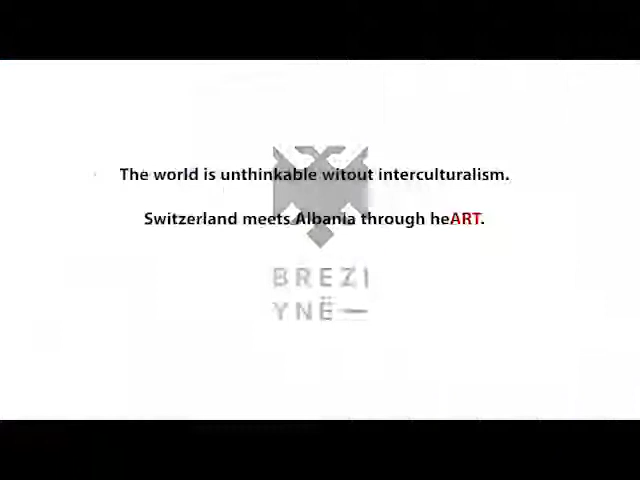 The world is unthinkable witout interculturalism.
Switzerland meets Albania through heART.
BREZI
YNË—